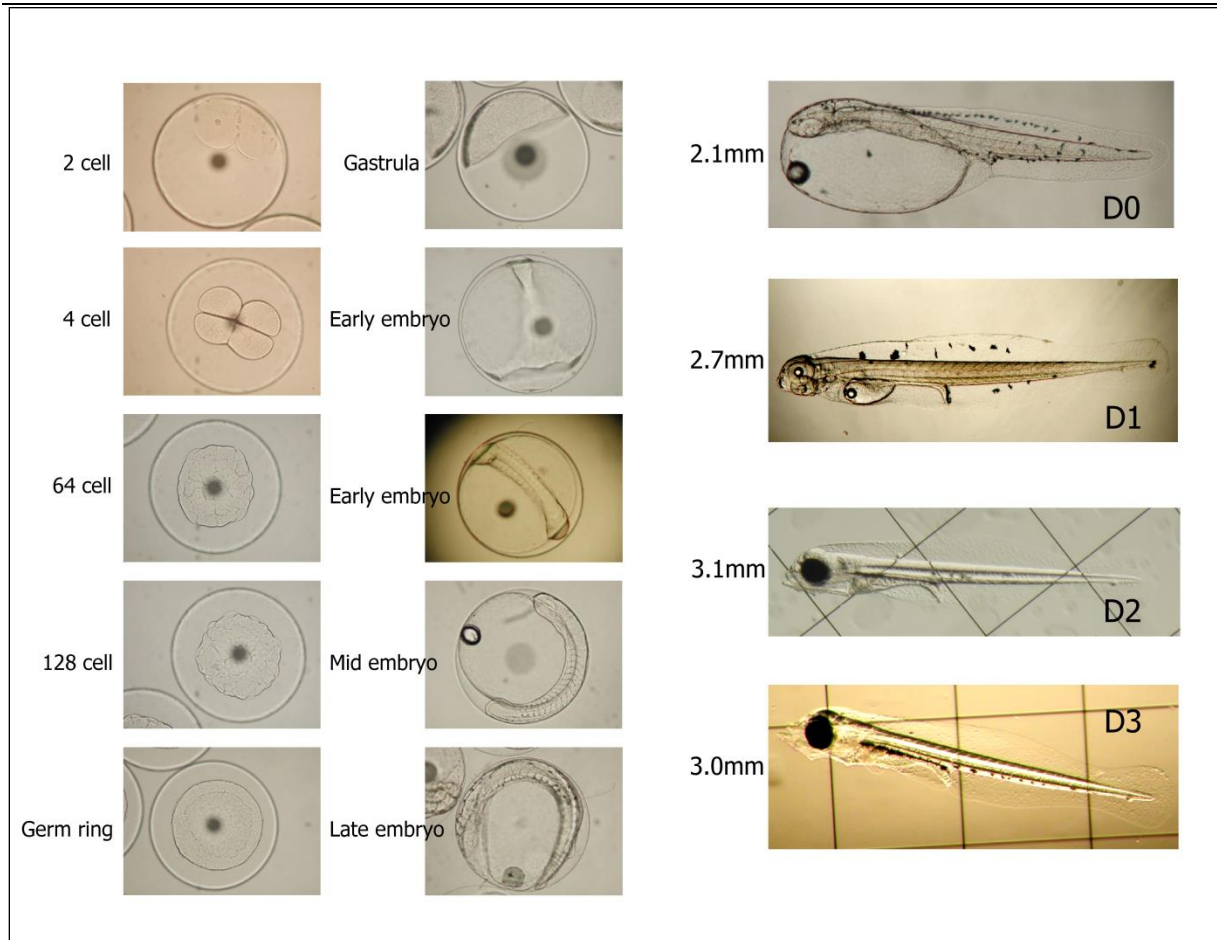 2 cell
4 cell
64 cell
128 cell
Germ ring
Gastrula
Early embryo
Early embryo
Mid embryo
Late embryo
2.1mm
D0
2.7mm
D1
3.1mm
D2
3.0mm
D3